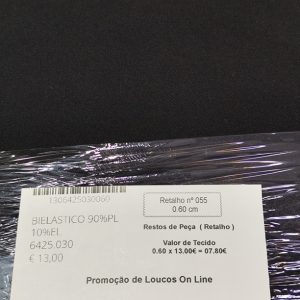 1306425030060
BIELASTICO 90%PL
10%EL
6425.030
€ 13,00
Retalho nº 055
0.60 cm
Restos de Peça ( Retalho )
Valor de Tecido
0.60 x 13.00€ = 07.80€
Promoção de Loucos On Line